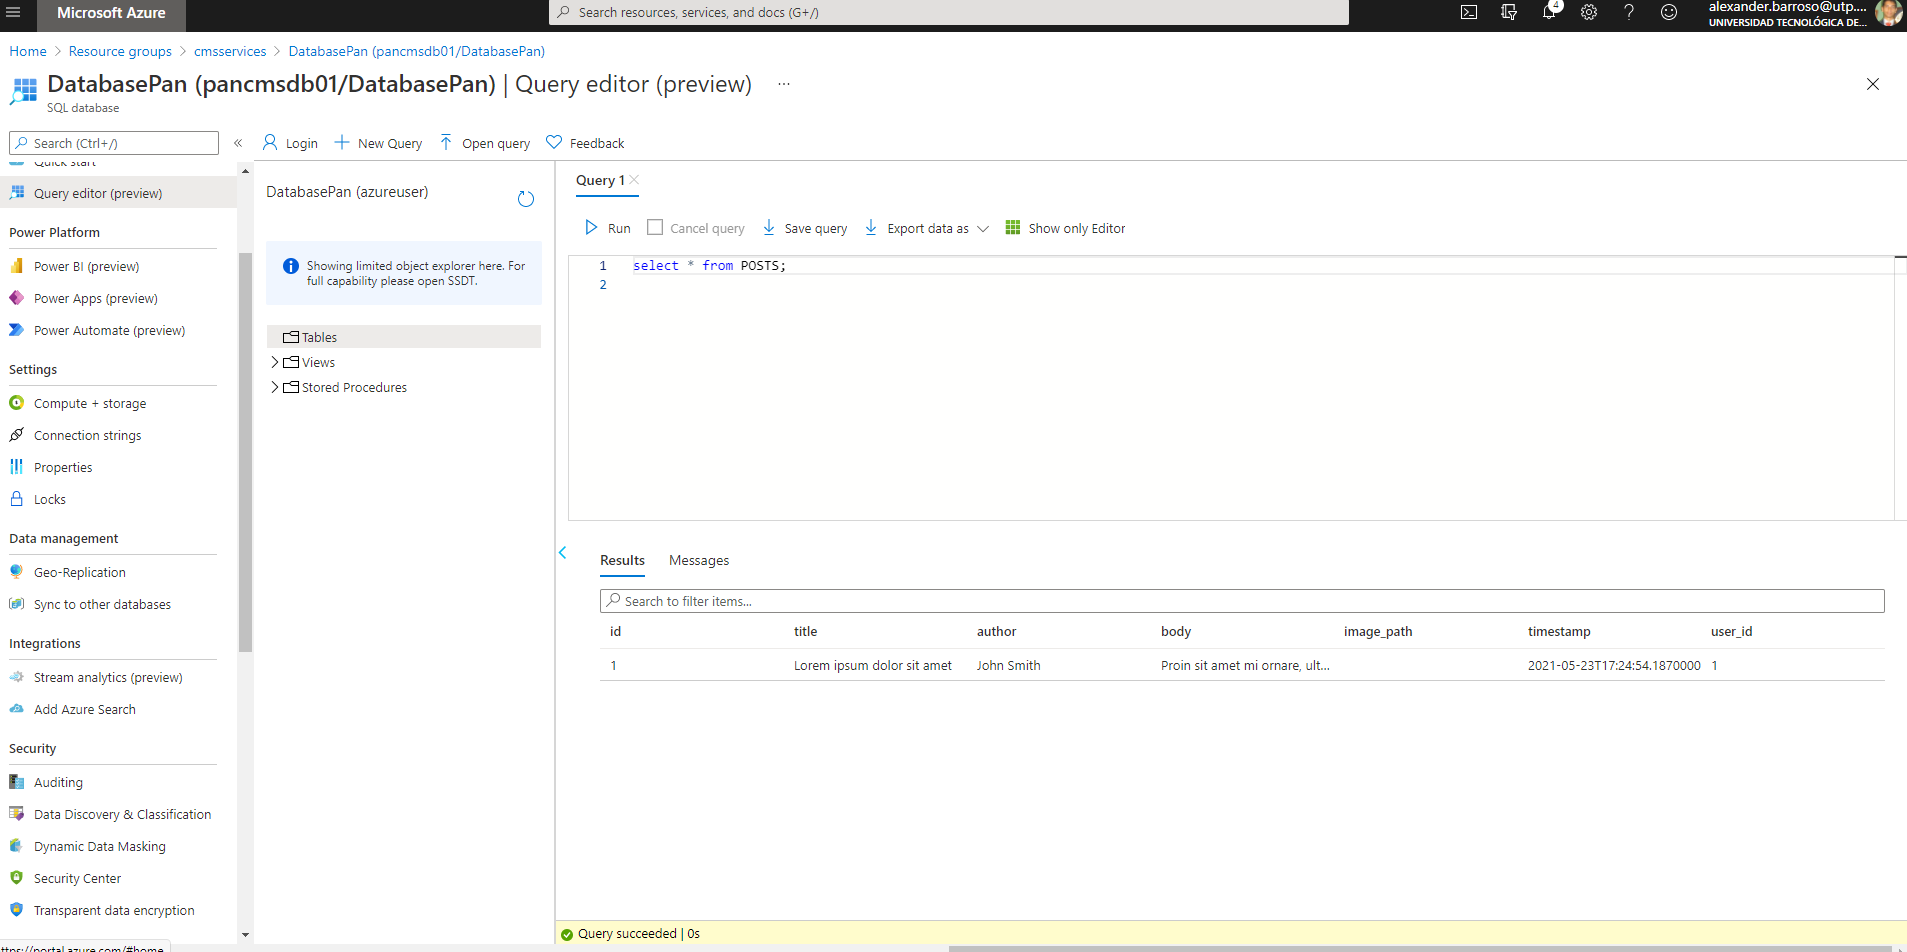 Microsoft Azure
Search resources, services, and docs (G+/)
4
alexander.barroso@utp....
UNIVERSIDAD TECNOLÓGICA DE...
Home > Resource groups > cmsservices > DatabasePan (pancmsdb01/DatabasePan)
DatabasePan (pancmsdb01/DatabasePan) | Query editor (preview) ...
SQL database
Search (Ctrl+/)
«
Login
New Query
Open query
Feedback
Quick start
Query editor (preview)
Power Platform
Power BI (preview)
Power Apps (preview)
Power Automate (preview)
Settings
Compute + storage
Connection strings
Properties
Locks
Data management
Geo-Replication
Sync to other databases
Integrations
Stream analytics (preview)
Add Azure Search
Security
Auditing
Data Discovery & Classification
Dynamic Data Masking
Security Center
Transparent data encryption
ttps://portal.azure.com/#home
DatabasePan (azureuser)
Showing limited object explorer here. For
full capability please open SSDT.
Tables
Views
Stored Procedures
Query 1
Run
Cancel query
Save query
Export data as
Show only Editor
1 select * from POSTS;
2
Results
Messages
Search to filter items...
id title author body image_path timestamp user_id
1 Lorem ipsum dolor sit amet John Smith Proin sit amet mi ornare, ult... 2021-05-23T17:24:54.1870000 1
Query succeeded | 0s